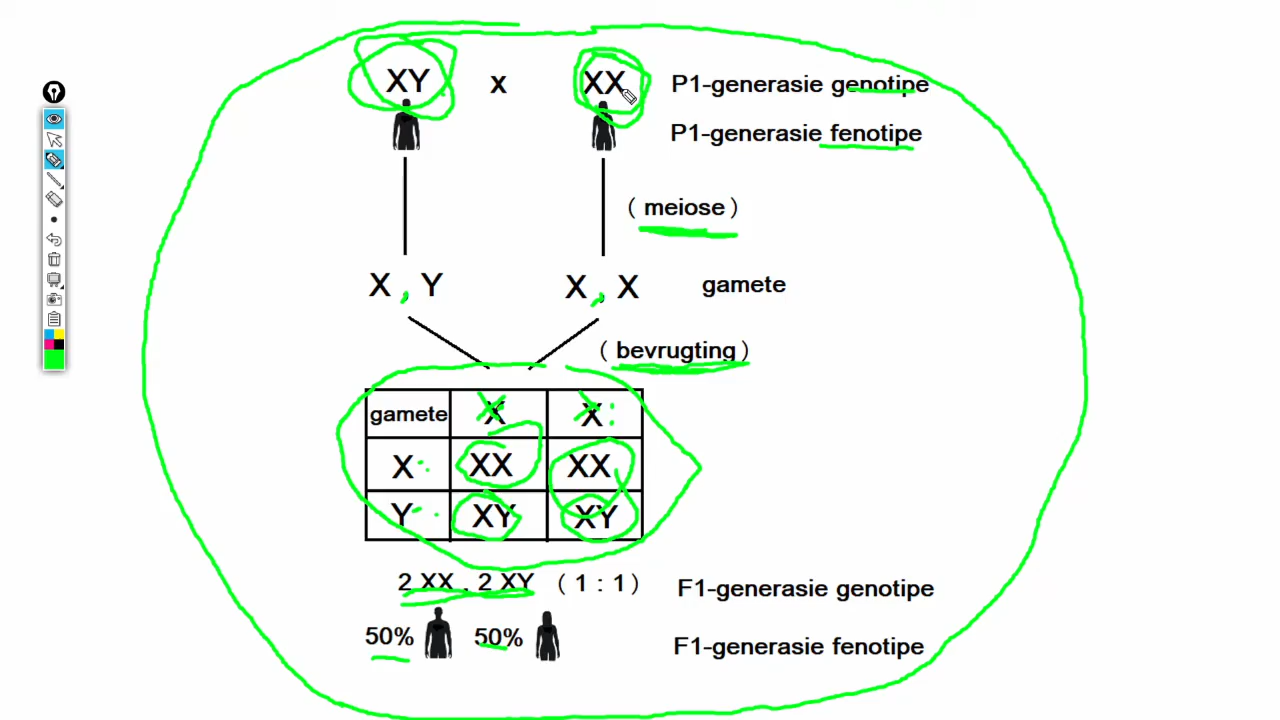 XY x XX P1-generasie genotipe
P1-generasie fenotipe
( meiose )
X , Y X , X gamete
( bevrugting )
gamete X X :
X XX XX
Y XY XY
2 XX , 2 XY ( 1 : 1 ) F1-generasie genotipe
50% 50% F1-generasie fenotipe